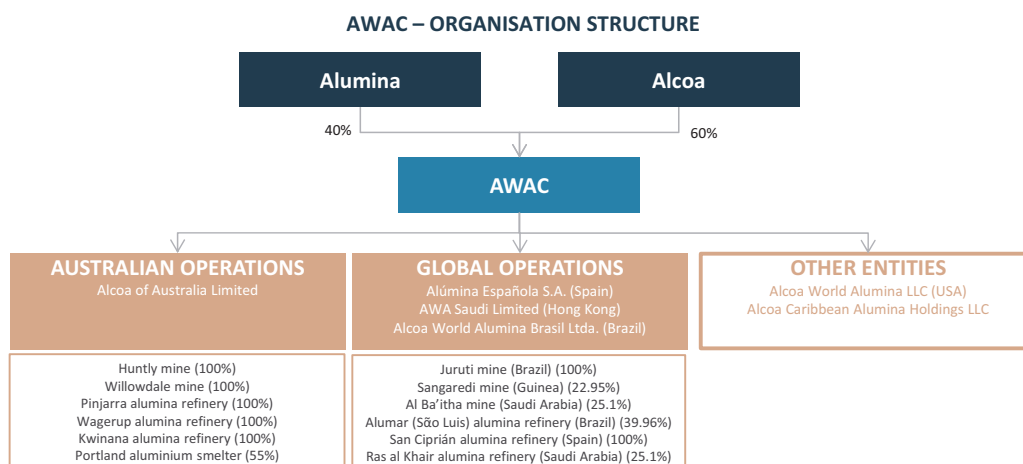 AWAC – ORGANISATION STRUCTURE
Alumina
Alcoa
40%
60%
AWAC
AUSTRALIAN OPERATIONS
Alcoa of Australia Limited
GLOBAL OPERATIONS
Alúmina Española S.A. (Spain)
AWA Saudi Limited (Hong Kong)
Alcoa World Alumina Brasil Ltda. (Brazil)
OTHER ENTITIES
Alcoa World Alumina LLC (USA)
Alcoa Caribbean Alumina Holdings LLC
Huntly mine (100%)
Willowdale mine (100%)
Pinjarra alumina refinery (100%)
Wagerup alumina refinery (100%)
Kwinana alumina refinery (100%)
Portland aluminium smelter (55%)
Juruti mine (Brazil) (100%)
Sangaredi mine (Guinea) (22.95%)
Al Ba’itha mine (Saudi Arabia) (25.1%)
Alumar (São Luis) alumina refinery (Brazil) (39.96%)
San Ciprián alumina refinery (Spain) (100%)
Ras al Khair alumina refinery (Saudi Arabia) (25.1%)